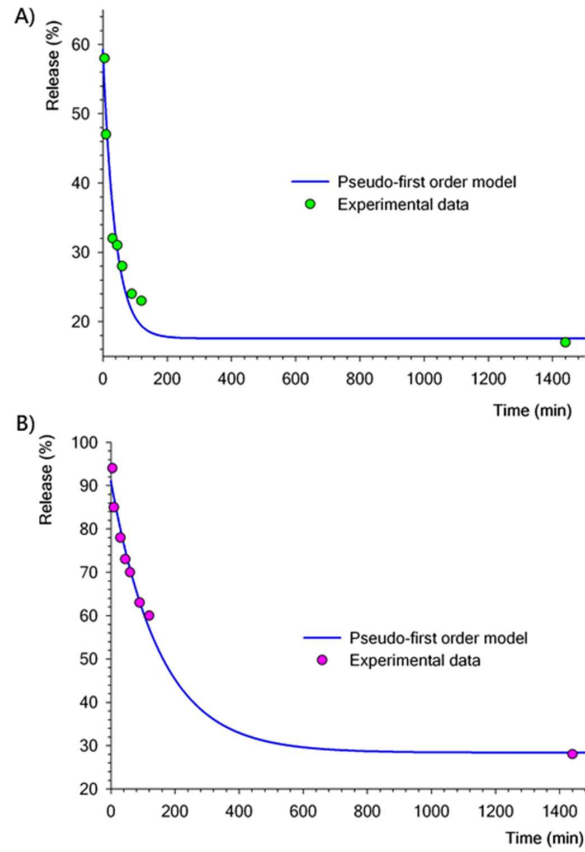 A)
Release (%)
60
50
40
30
20
Pseudo-first order model
Experimental data
0 200 400 600 800 1000 1200 1400
Time (min)
B)
Release (%)
100
90
80
70
60
50
40
30
20
Pseudo-first order model
Experimental data
0 200 400 600 800 1000 1200 1400
Time (min)